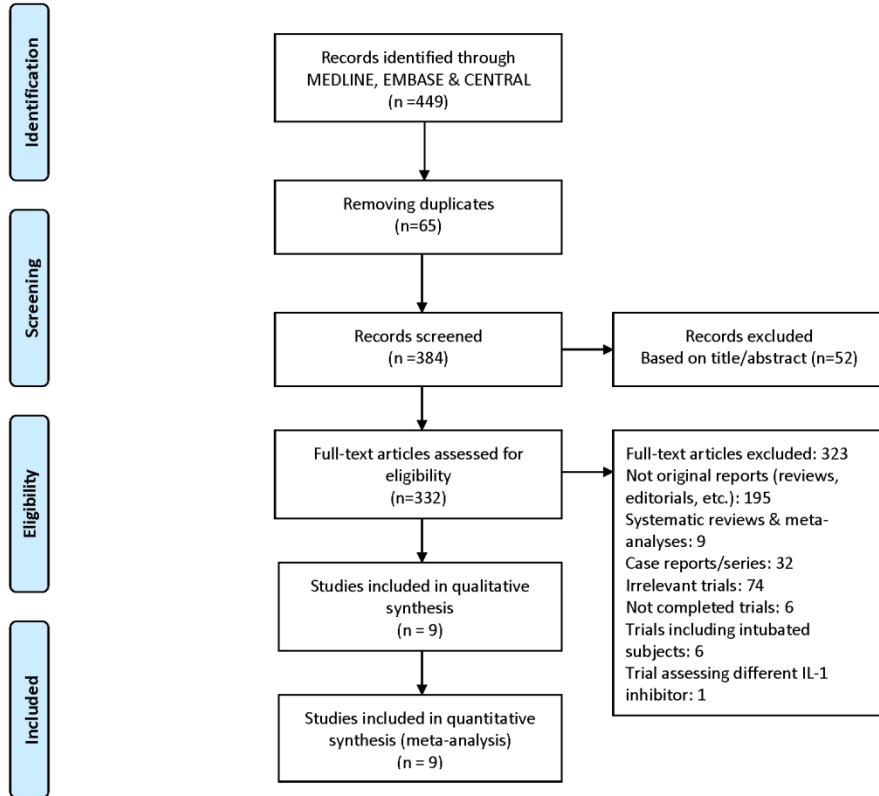 Identification
Records identified through
MEDLINE, EMBASE & CENTRAL
(n =449)
Removing duplicates
(n=65)
Screening
Records screened
(n =384)
Records excluded
Based on title/abstract (n=52)
Eligibility
Full-text articles assessed for
eligibility
(n=332)
Full-text articles excluded: 323
Not original reports (reviews,
editorials, etc.): 195
Systematic reviews & meta-
analyses: 9
Case reports/series: 32
Irrelevant trials: 74
Not completed trials: 6
Trials including intubated
subjects: 6
Trial assessing different IL-1
inhibitor: 1
Studies included in qualitative
synthesis
(n = 9)
Included
Studies included in quantitative
synthesis (meta-analysis)
(n = 9)